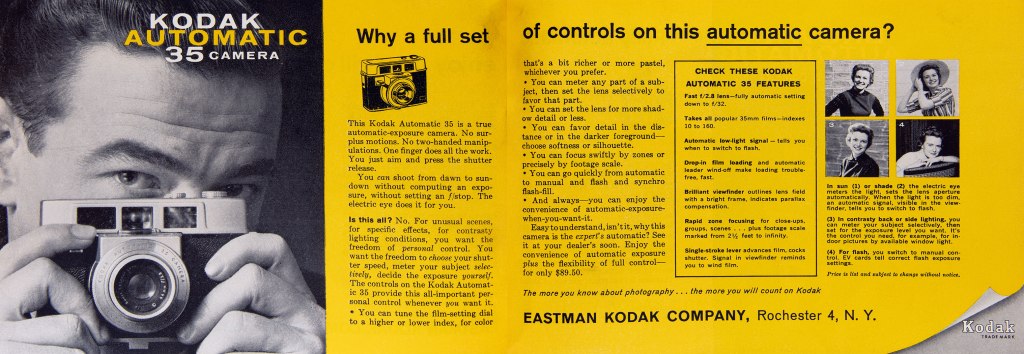 KODAK
AUTOMATIC
35 CAMERA
Why a full set of controls on this automatic camera?
This Kodak Automatic 35 is a true
automatic-exposure camera. No sur-
plus motions. No two-handed manip-
ulations. One finger does all the work.
You just aim and press the shutter
release.
You can shoot from dawn to sun-
down without computing an expo-
sure, without setting an f/stop. The
electric eye does it for you.
Is this all? No. For unusual scenes,
for specific effects, for contrasty
lighting conditions, you want the
freedom of personal control. You
want the freedom to choose your shut-
ter speed, meter your subject selec-
tively, decide the exposure yourself.
The controls on the Kodak Automat-
ic 35 provide this all-important per-
sonal control whenever you want it.
• You can tune the film-setting dial
to a higher or lower index, for color
that's a bit richer or more pastel,
whichever you prefer.
• You can meter any part of a sub-
ject, then set the lens selectively to
favor that part.
• You can set the lens for more shad-
ow detail or less.
• You can favor detail in the dis-
tance or in the darker foreground—
choose softness or silhouette.
• You can focus swiftly by zones or
precisely by footage scale.
• You can go quickly from automatic
to manual and flash and synchro
flash-fill.
• And always—you can enjoy the
convenience of automatic-exposure-
when-you-want-it.
Easy to understand, isn't it, why this
camera is the expert's automatic? See
it at your dealer's soon. Enjoy the
convenience of automatic exposure
plus the flexibility of full control—
for only $89.50.
CHECK THESE KODAK
AUTOMATIC 35 FEATURES
Fast f/2.8 lens—fully automatic setting
down to f/32.
Takes all popular 35mm films—indexes
10 to 160.
Automatic low-light signal—tells you
when to switch to flash.
Drop-in film loading and automatic
leader wind-off make loading trouble-
free, fast.
Brilliant viewfinder outlines lens field
with a bright frame, indicates parallax
compensation.
Rapid zone focusing for close-ups,
groups, scenes . . . plus footage scale
marked from 2½ feet to infinity.
Single-stroke lever advances film, cocks
shutter. Signal in viewfinder reminds
you to wind film.
3
4
In sun (1) or shade (2) the electric eye
meters the light, sets the lens aperture
automatically. When the light is too dim,
an automatic signal, visible in the view-
finder, tells you to switch to flash.
(3) In contrasty back or side lighting, you
can meter your subject selectively, then
set for the exposure level you want. It's
the control you need, for example, for in-
door pictures by available window light.
(4) For flash, you switch to manual con-
trol. EV cards tell correct flash exposure
settings.
Price is list and subject to change without notice.
The more you know about photography . . . the more you will count on Kodak
EASTMAN KODAK COMPANY, Rochester 4, N. Y.
Kodak
TRADE MARK